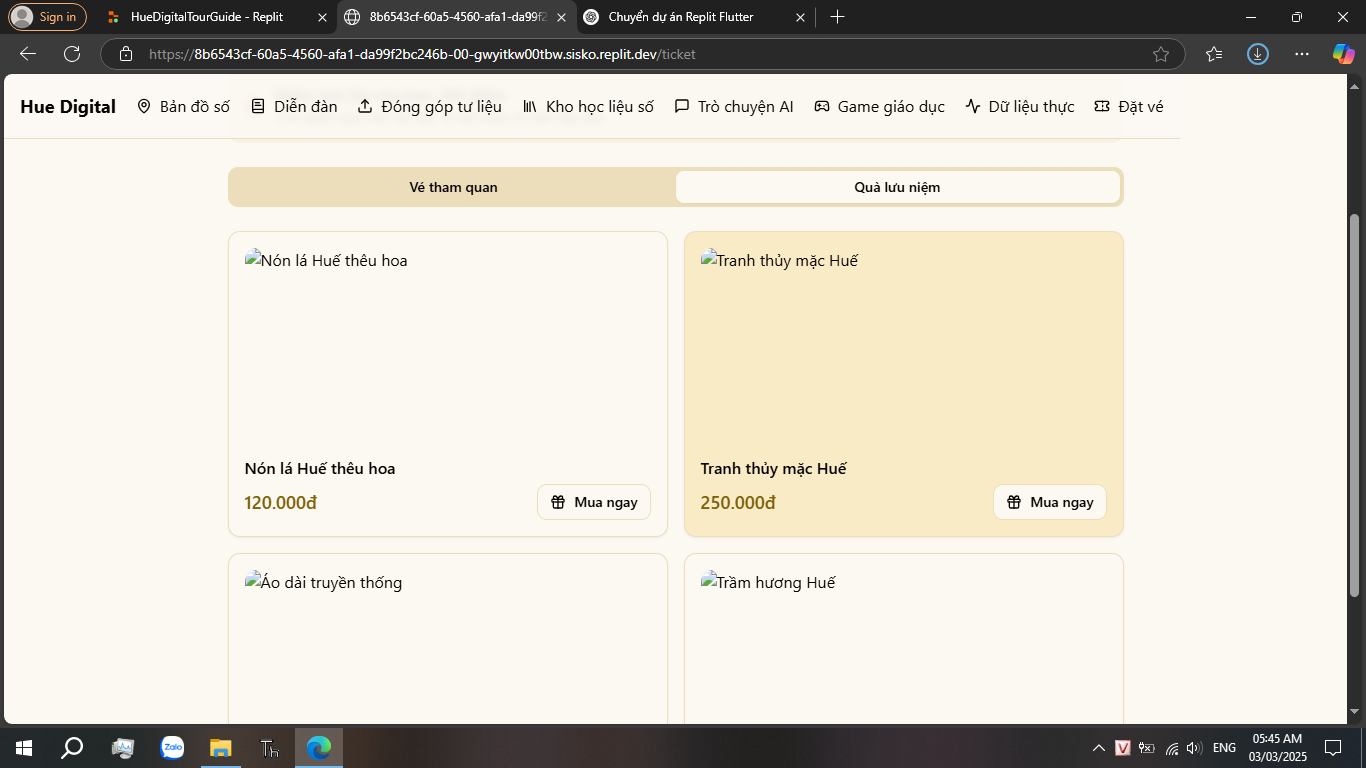 Sign in
HueDigitalTourGuide - Replit
8b6543cf-60a5-4560-afa1-da99f2
Chuyển dự án Replit Flutter
https://8b6543cf-60a5-4560-afa1-da99f2bc246b-00-gwyitkw00tbw.sisko.replit.dev/ticket
Hue Digital
Bản đồ số
Diễn đàn
Đóng góp tư liệu
Kho học liệu số
Trò chuyện AI
Game giáo dục
Dữ liệu thực
Đặt vé
Vé tham quan
Quà lưu niệm
Nón lá Huế thêu hoa
Tranh thủy mặc Huế
Nón lá Huế thêu hoa
120.000đ
Mua ngay
Tranh thủy mặc Huế
250.000đ
Mua ngay
Áo dài truyền thống
Trầm hương Huế
Zalo
Th
V
ENG
05:45 AM
03/03/2025